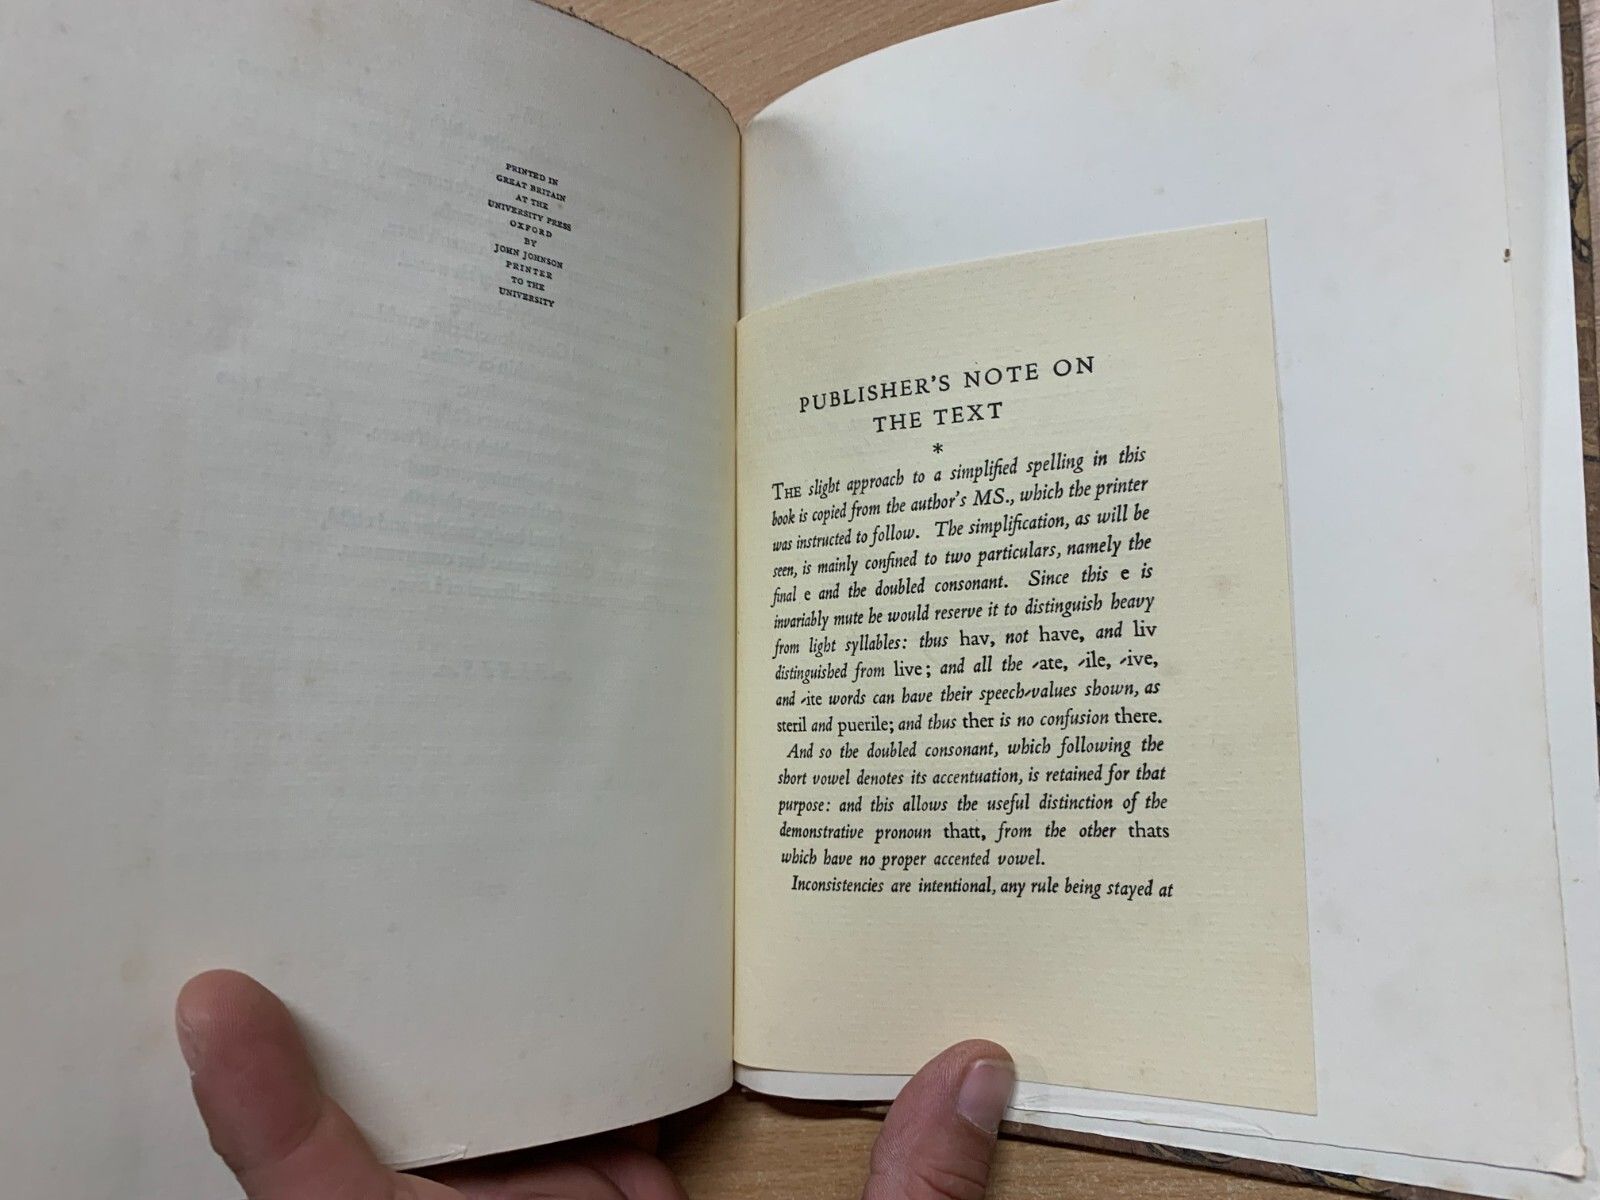 PRINTED IN
GREAT BRITAIN
AT THE
UNIVERSITY PRESS
OXFORD
BY
JOHN JOHNSON
PRINTER
TO THE
UNIVERSITY
PUBLISHER'S NOTE ON
THE TEXT
*
THE slight approach to a simplified spelling in this
book is copied from the author's MS., which the printer
was instructed to follow. The simplification, as will be
seen, is mainly confined to two particulars, namely the
final e and the doubled consonant. Since this e is
invariably mute he would reserve it to distinguish heavy
from light syllables: thus hav, not have, and liv
distinguished from live; and all the -ate, -ile, -ive,
and -ite words can have their speech-values shown, as
steril and puerile; and thus ther is no confusion there.
And so the doubled consonant, which following the
short vowel denotes its accentuation, is retained for that
purpose: and this allows the useful distinction of the
demonstrative pronoun thatt, from the other thats
which have no proper accented vowel.
Inconsistencies are intentional, any rule being stayed at